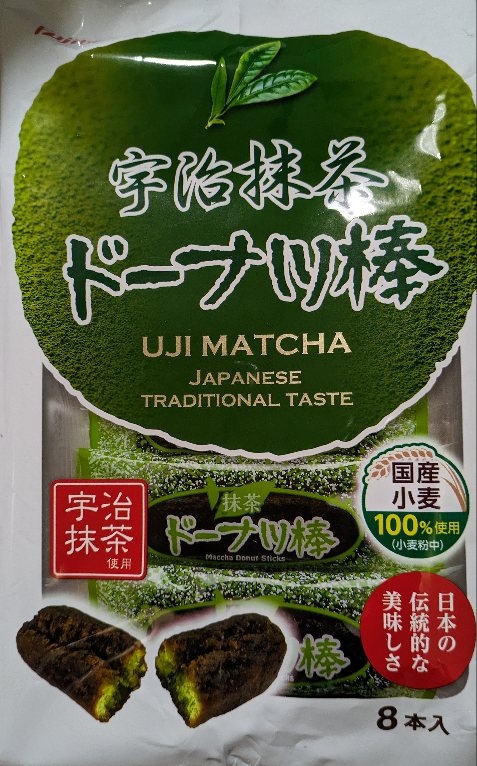 宇治抹茶
ドーナツ棒
UJI MATCHA
JAPANESE
TRADITIONAL TASTE
国産
小麦
100%使用
(小麦粉中)
宇治
抹茶
使用
抹茶
ドーナツ棒
Maccha Donut Sticks
日本の
伝統的な
美味しさ
棒
8本入